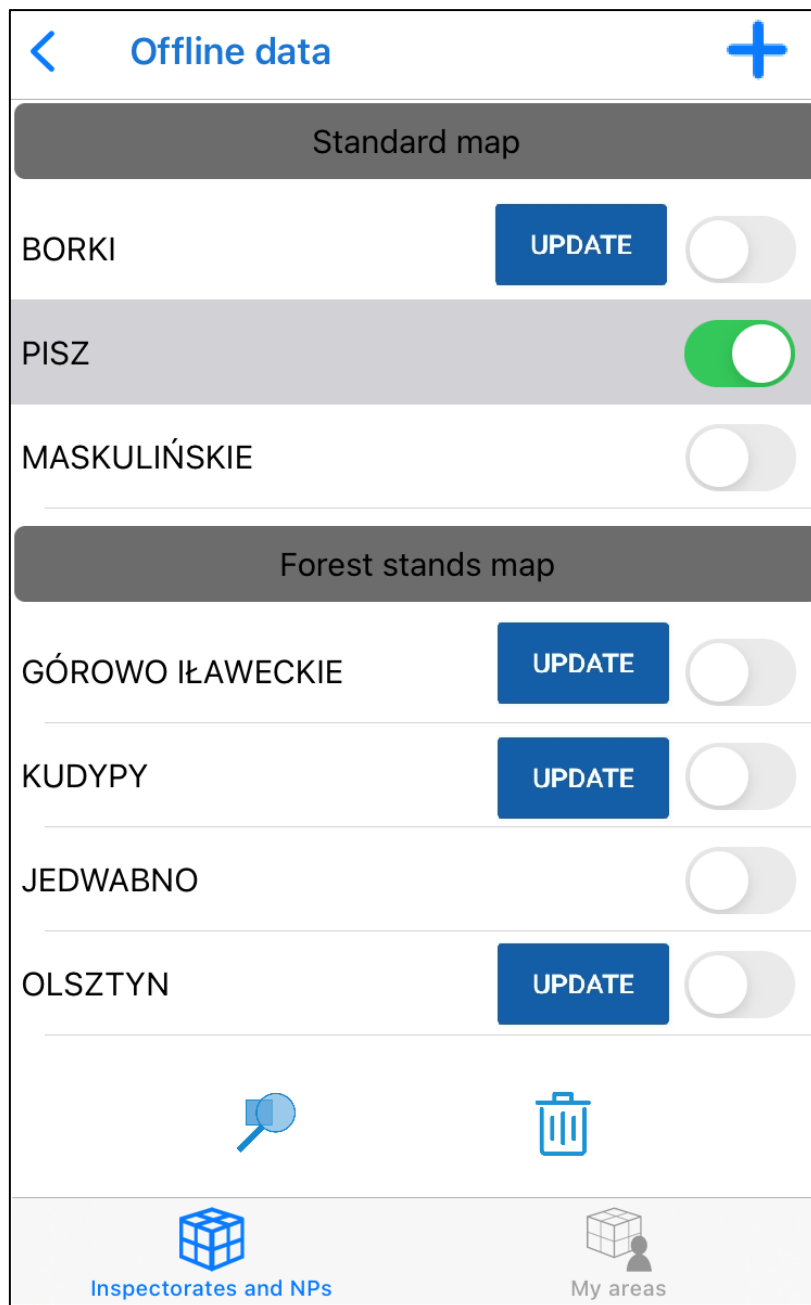 Offline data
Standard map
BORKI UPDATE
PISZ
MASKULIŃSKIE
Forest stands map
GÓROWO IŁAWECKIE UPDATE
KUDYPY UPDATE
JEDWABNO
OLSZTYN UPDATE
Inspectorates and NPs My areas